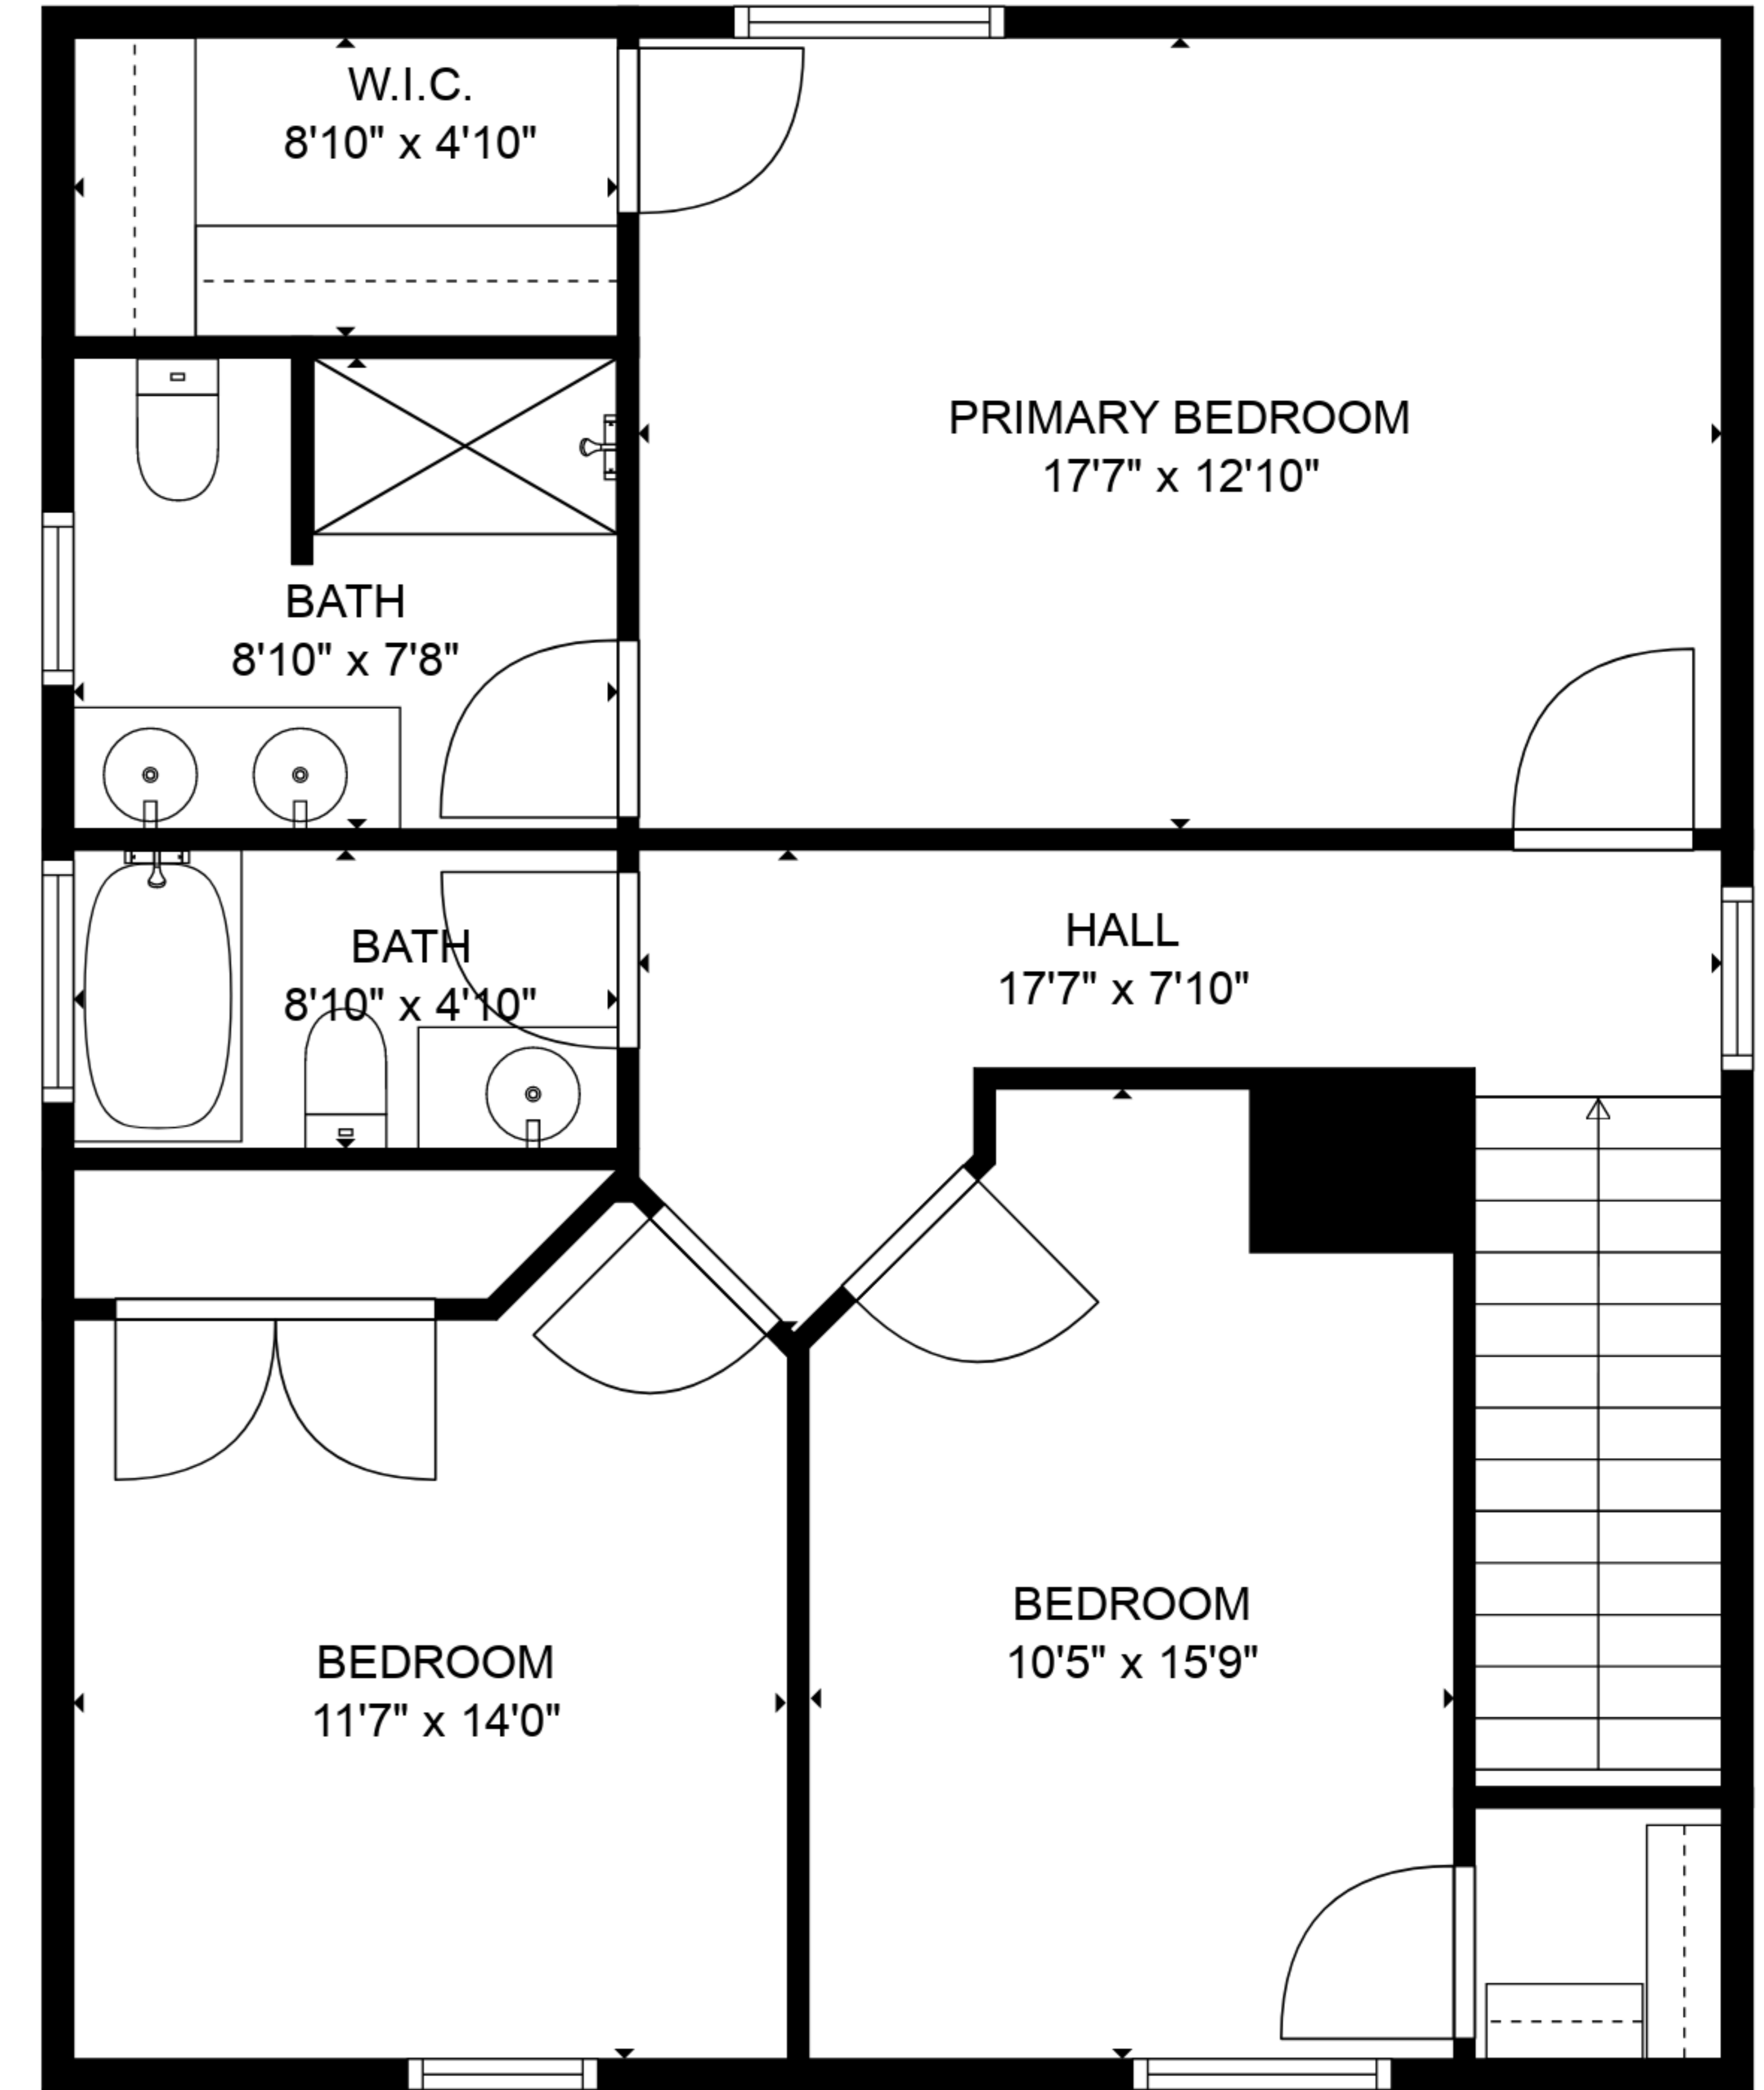 W.I.C.
8'10" x 4'10"
PRIMARY BEDROOM
17'7" x 12'10"
BATH
8'10" x 7'8"
HALL
17'7" x 7'10"
BATH
8'10" x 4'10"
BEDROOM
10'5" x 15'9"
BEDROOM
11'7" x 14'0"